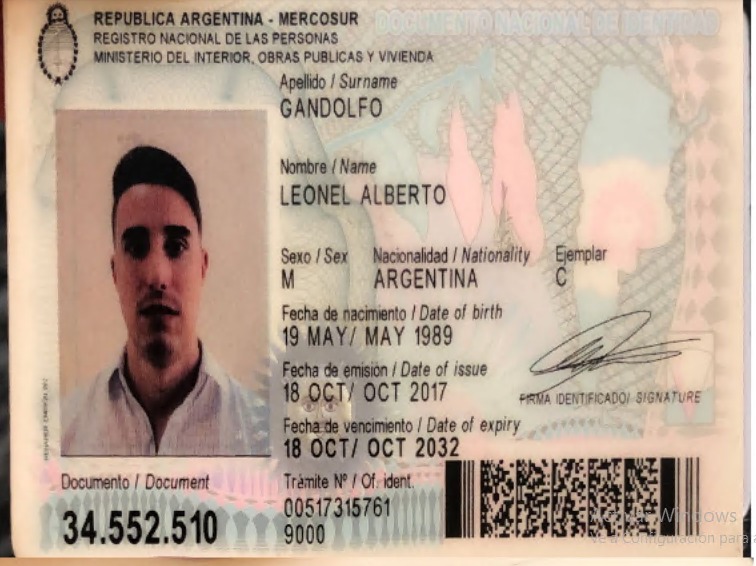 REPUBLICA ARGENTINA - MERCOSUR
REGISTRO NACIONAL DE LAS PERSONAS
MINISTERIO DEL INTERIOR, OBRAS PUBLICAS Y VIVIENDA
DOCUMENTO NACIONAL DE IDENTIDAD
Apellido / Surname
GANDOLFO
Nombre / Name
LEONEL ALBERTO
Sexo / Sex Nacionalidad / Nationality Ejemplar
M ARGENTINA C
Fecha de nacimiento / Date of birth
19 MAY/ MAY 1989
Fecha de emisión / Date of issue
18 OCT/ OCT 2017
FIRMA IDENTIFICADO/ SIGNATURE
Fecha de vencimiento / Date of expiry
18 OCT/ OCT 2032
Documento / Document
34.552.510
Trámite Nº / Of. ident.
00517315761
9000
Windows
Configuración para